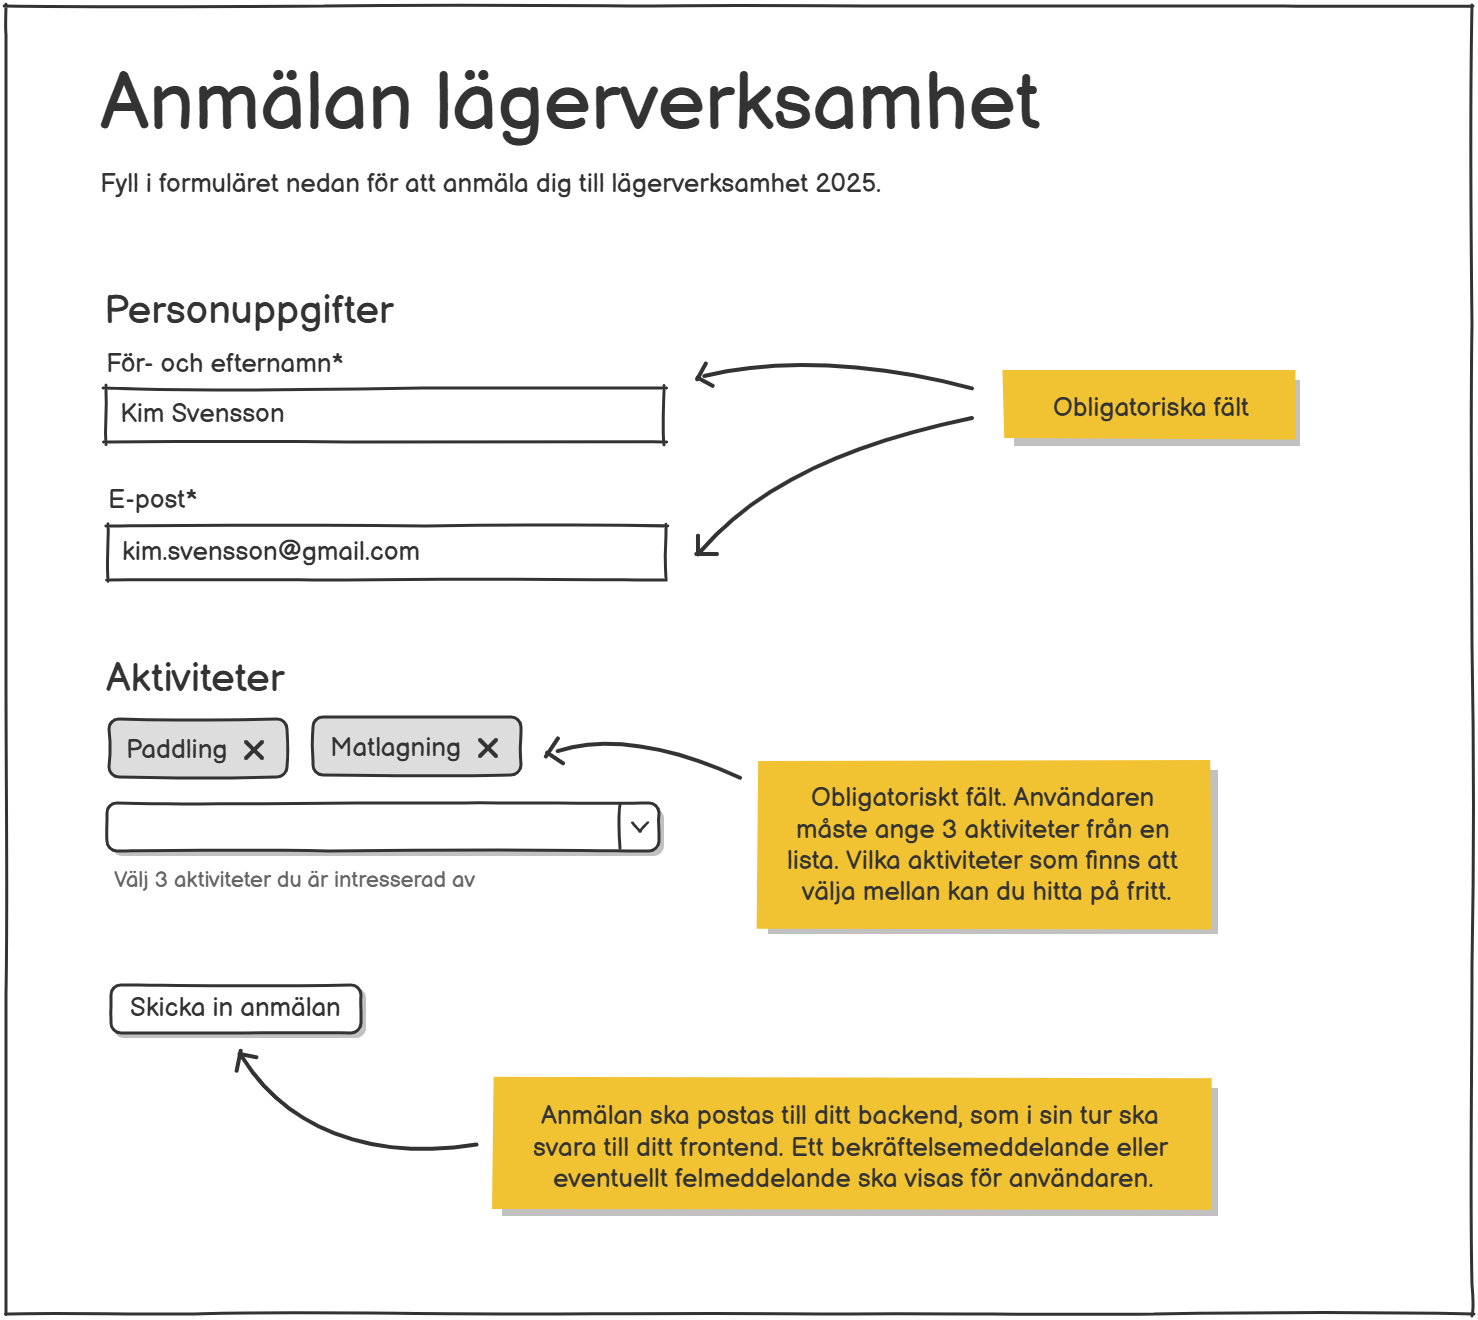 Anmälan lägerverksamhet
Fyll i formuläret nedan för att anmäla dig till lägerverksamhet 2025.
Personuppgifter
För- och efternamn*
Kim Svensson
Obligatoriska fält
E-post*
kim.svensson@gmail.com
Aktiviteter
Paddling
Matlagning
Välj 3 aktiviteter du är intresserad av
Obligatoriskt fält. Användaren
måste ange 3 aktiviteter från en
lista. Vilka aktiviteter som finns att
välja mellan kan du hitta på fritt.
Skicka in anmälan
Anmälan ska postas till ditt backend, som i sin tur ska
svara till ditt frontend. Ett bekräftelsemeddelande eller
eventuellt felmeddelande ska visas för användaren.